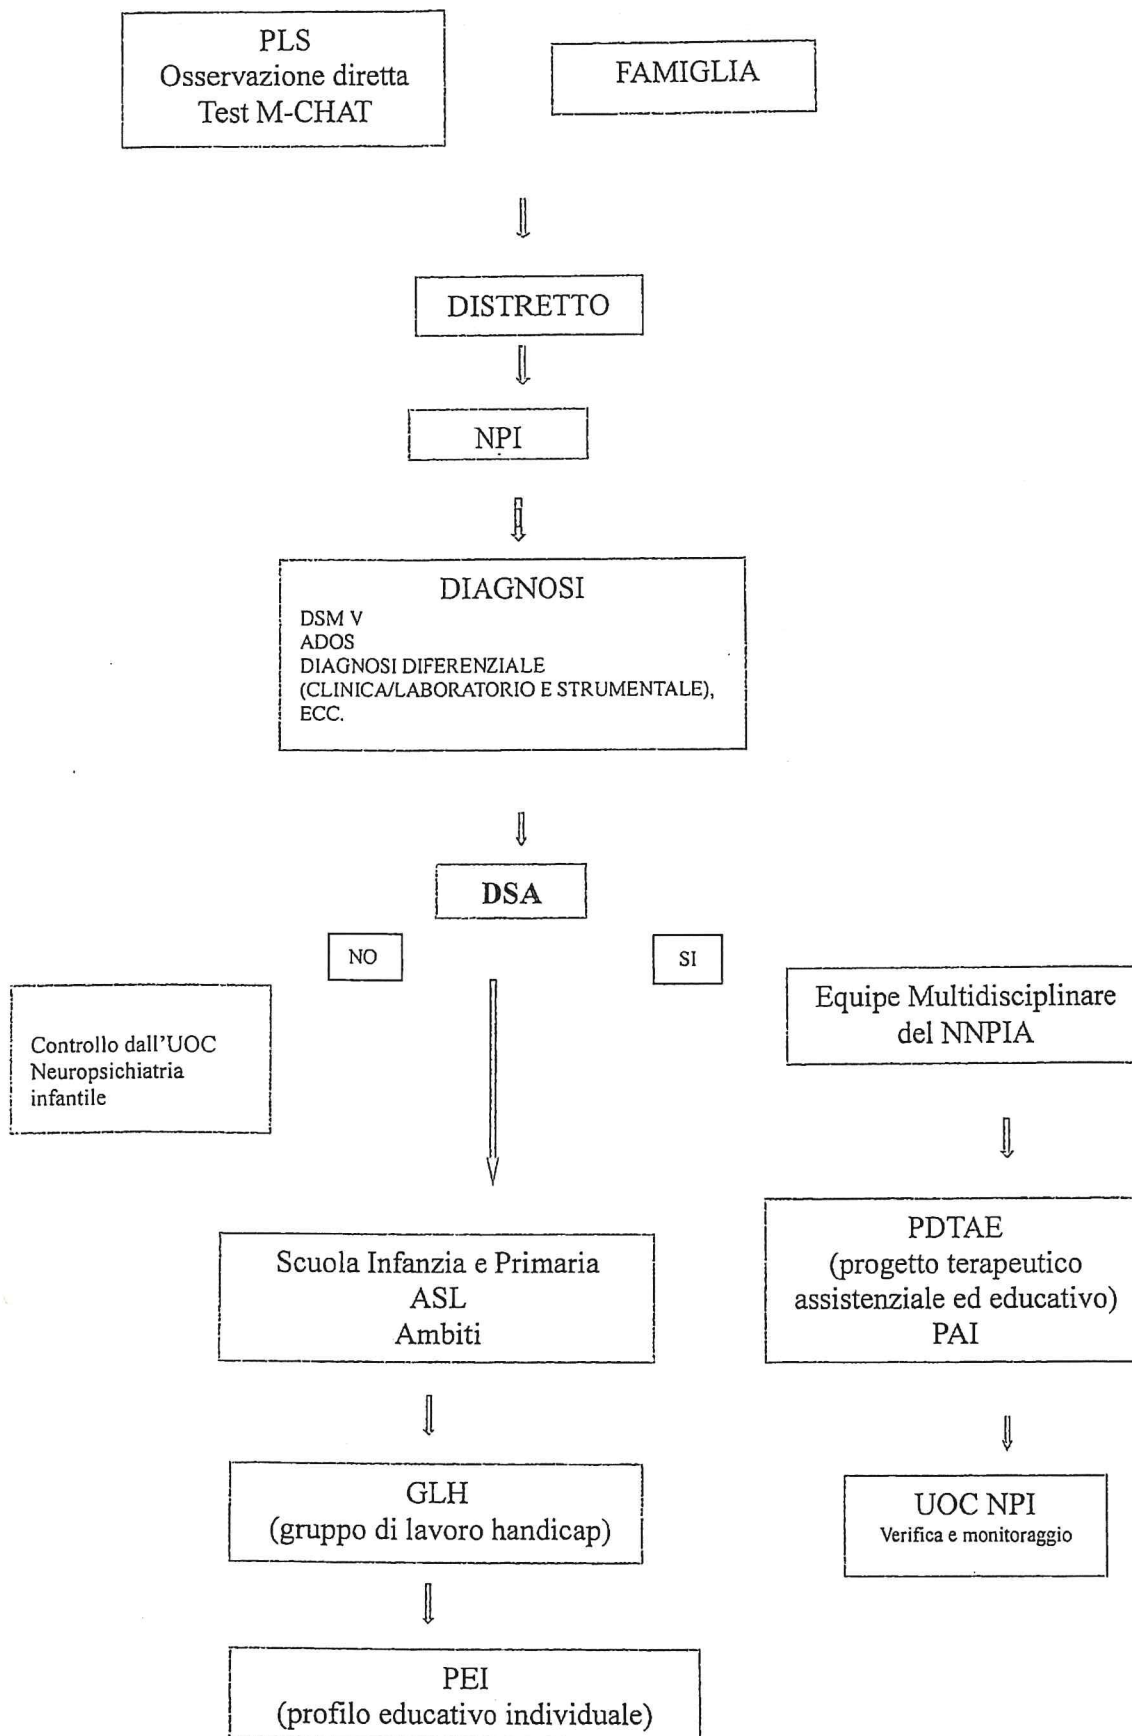 PLS
Osservazione diretta
Test M-CHAT
FAMIGLIA
DISTRETTO
NPI
DIAGNOSI
DSM V
ADOS
DIAGNOSI DIFERENZIALE
(CLINICA/LABORATORIO E STRUMENTALE),
ECC.
DSA
NO
SI
Controllo dall'UOC
Neuropsichiatria
infantile
Equipe Multidisciplinare
del NNPIA
Scuola Infanzia e Primaria
ASL
Ambiti
PDTAE
(progetto terapeutico
assistenziale ed educativo)
PAI
GLH
(gruppo di lavoro handicap)
UOC NPI
Verifica e monitoraggio
PEI
(profilo educativo individuale)